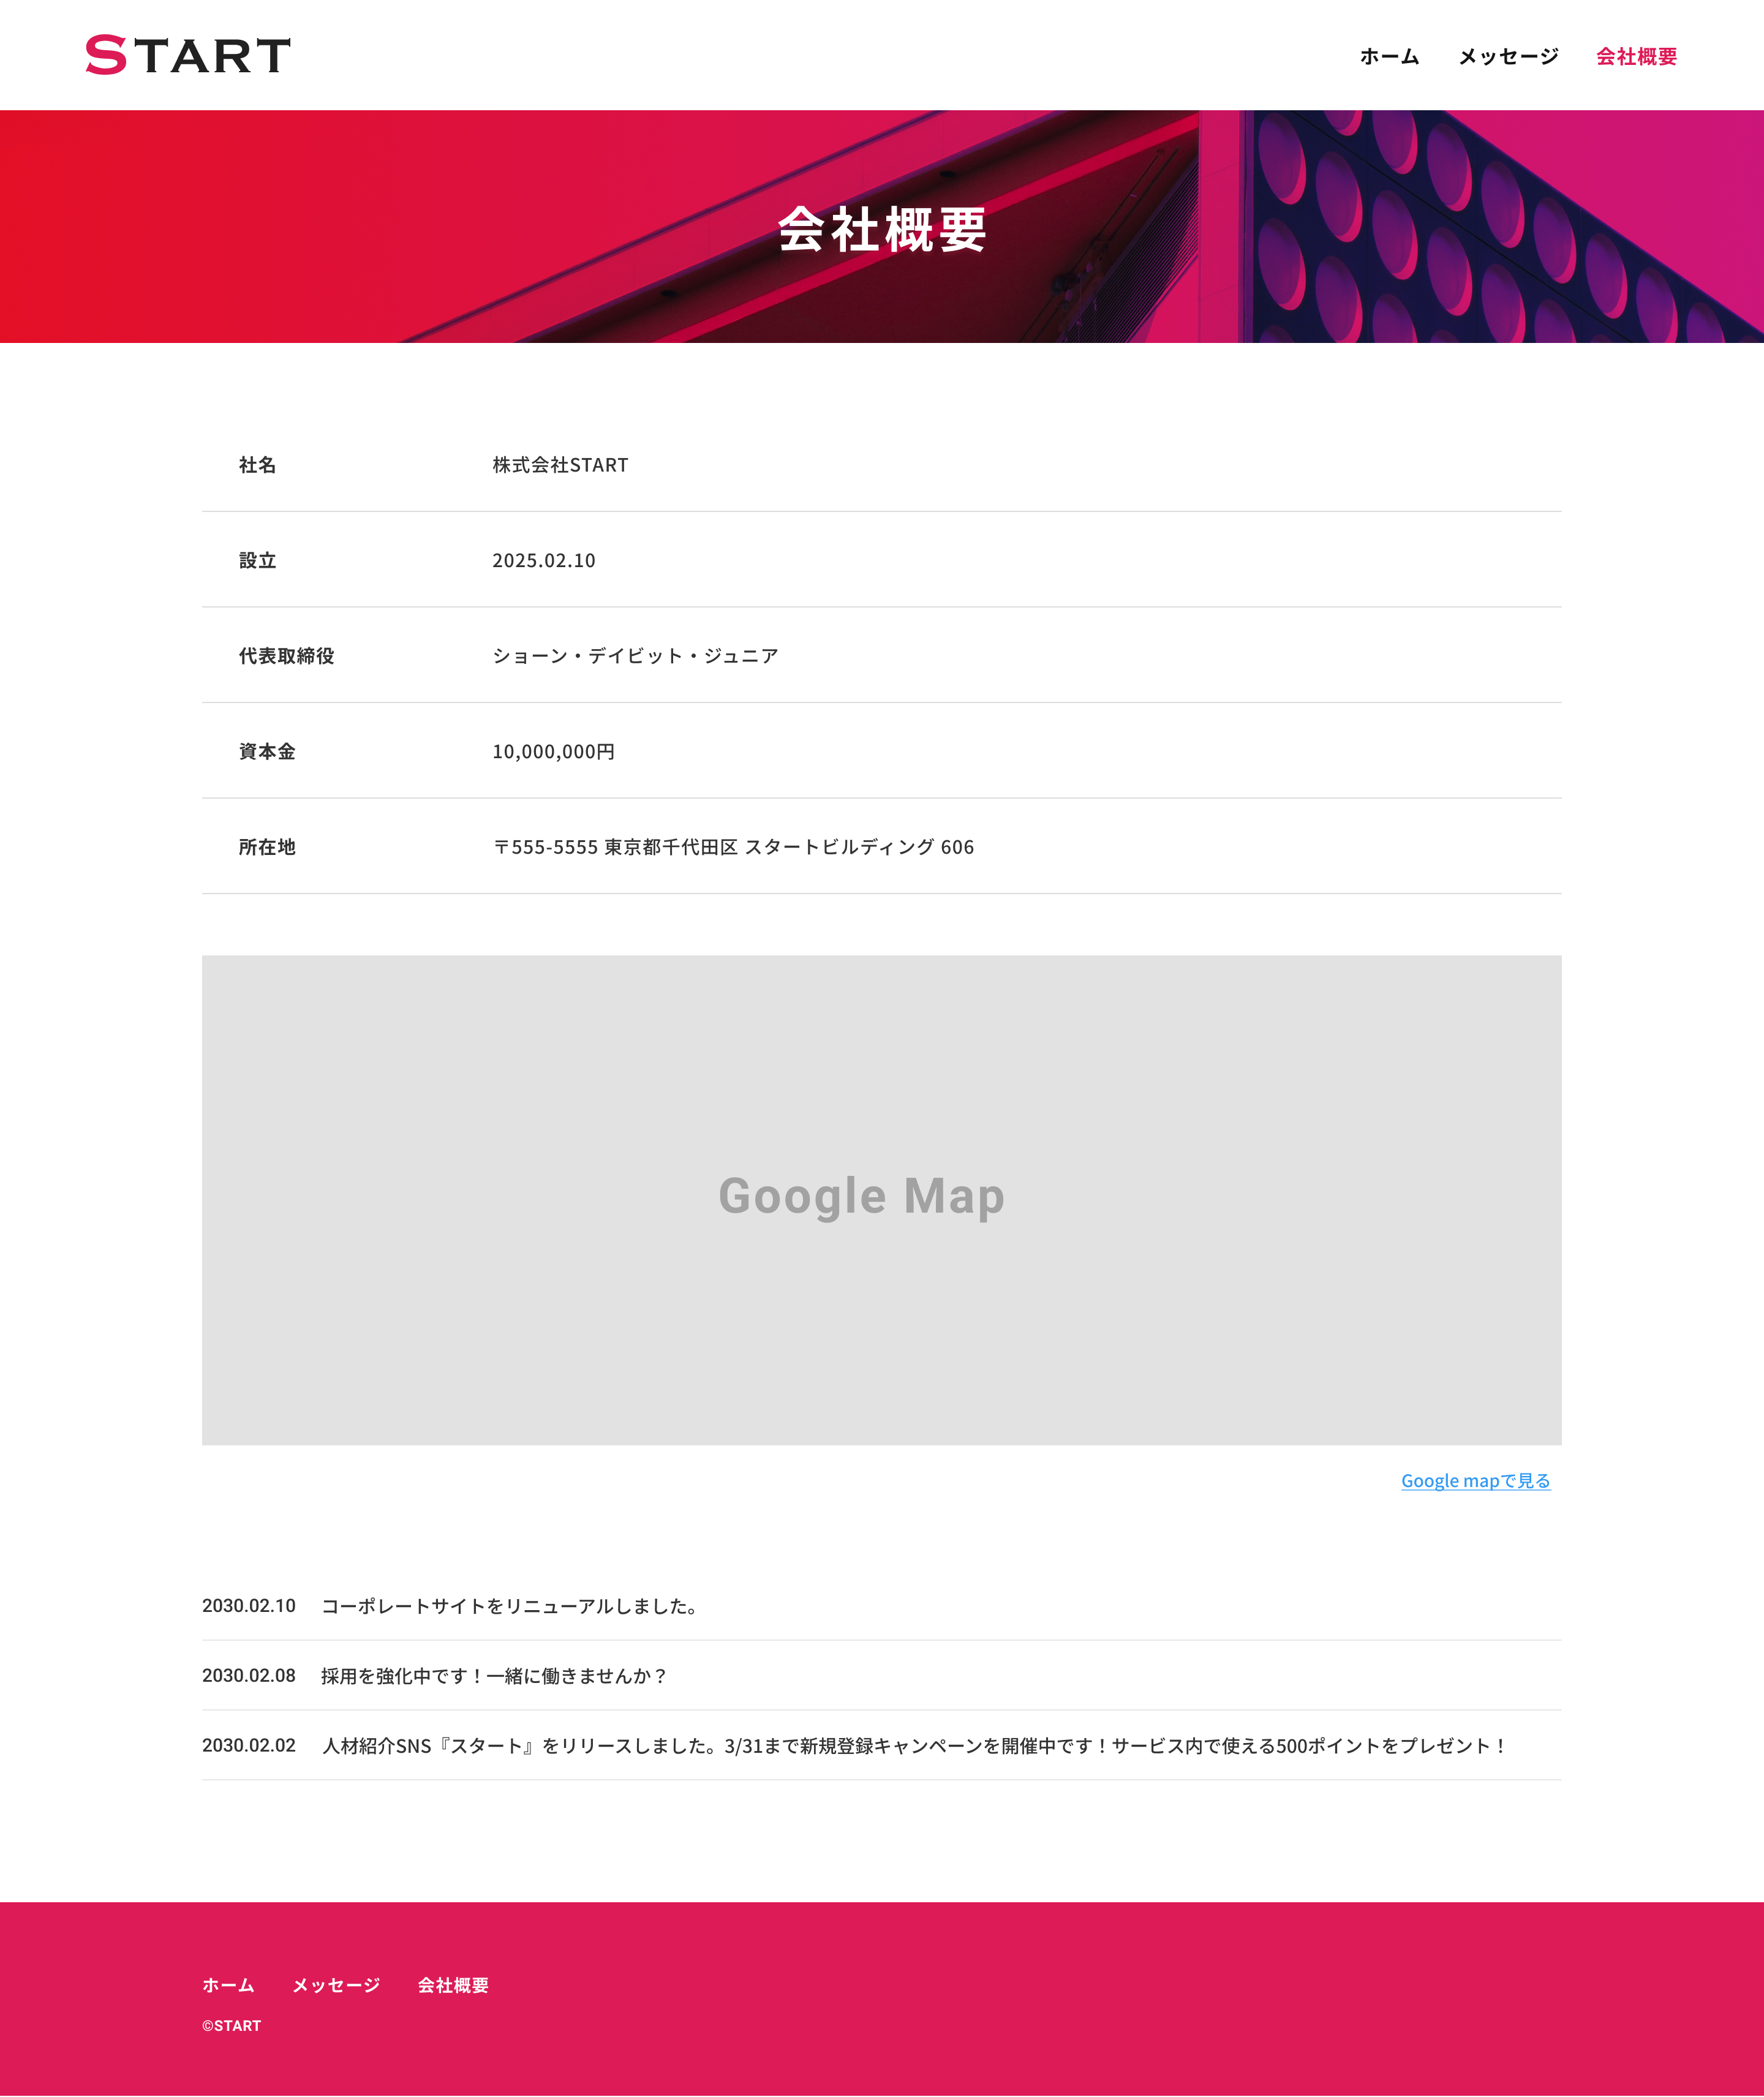 START
ホーム メッセージ 会社概要
会社概要
社名 株式会社START
設立 2025.02.10
代表取締役 ショーン・デイビット・ジュニア
資本金 10,000,000円
所在地 〒555-5555 東京都千代田区 スタートビルディング 606
Google Map
Google mapで見る
2030.02.10 コーポレートサイトをリニューアルしました。
2030.02.08 採用を強化中です！一緒に働きませんか？
2030.02.02 人材紹介SNS『スタート』をリリースしました。3/31まで新規登録キャンペーンを開催中です！サービス内で使える500ポイントをプレゼント！
ホーム メッセージ 会社概要
©START